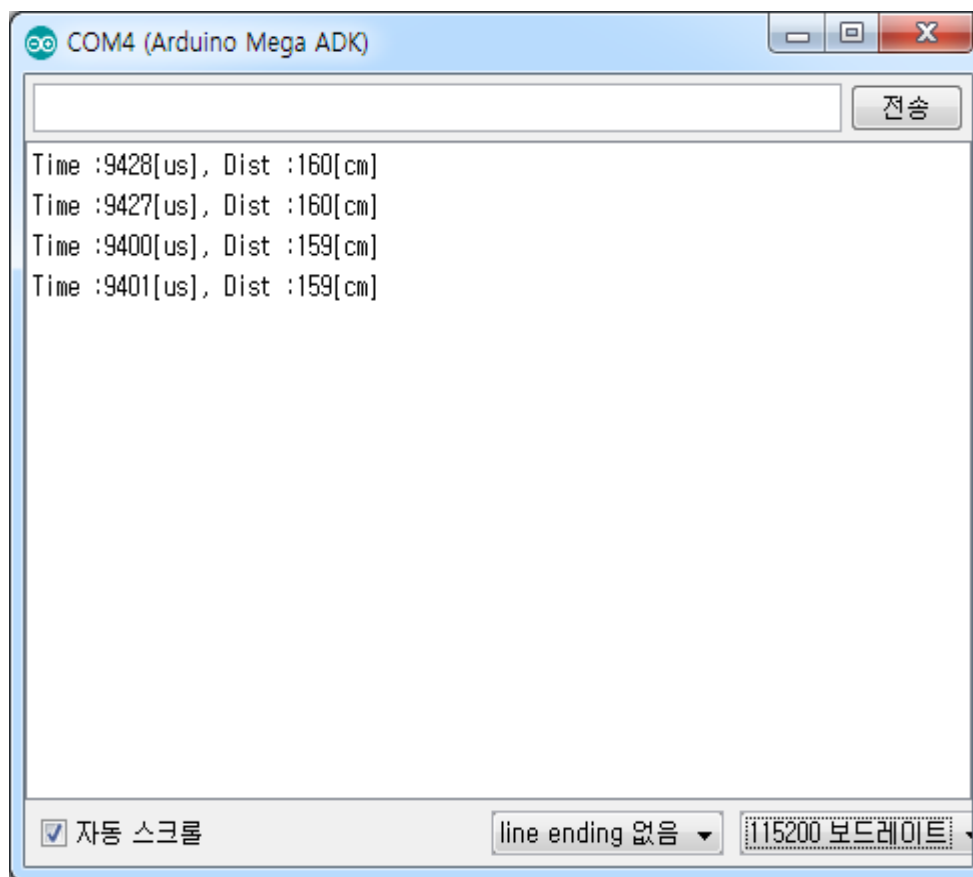 COM4 (Arduino Mega ADK)
전송
Time :9428[us], Dist :160[cm]
Time :9427[us], Dist :160[cm]
Time :9400[us], Dist :159[cm]
Time :9401[us], Dist :159[cm]
자동 스크롤
line ending 없음
115200 보드레이트